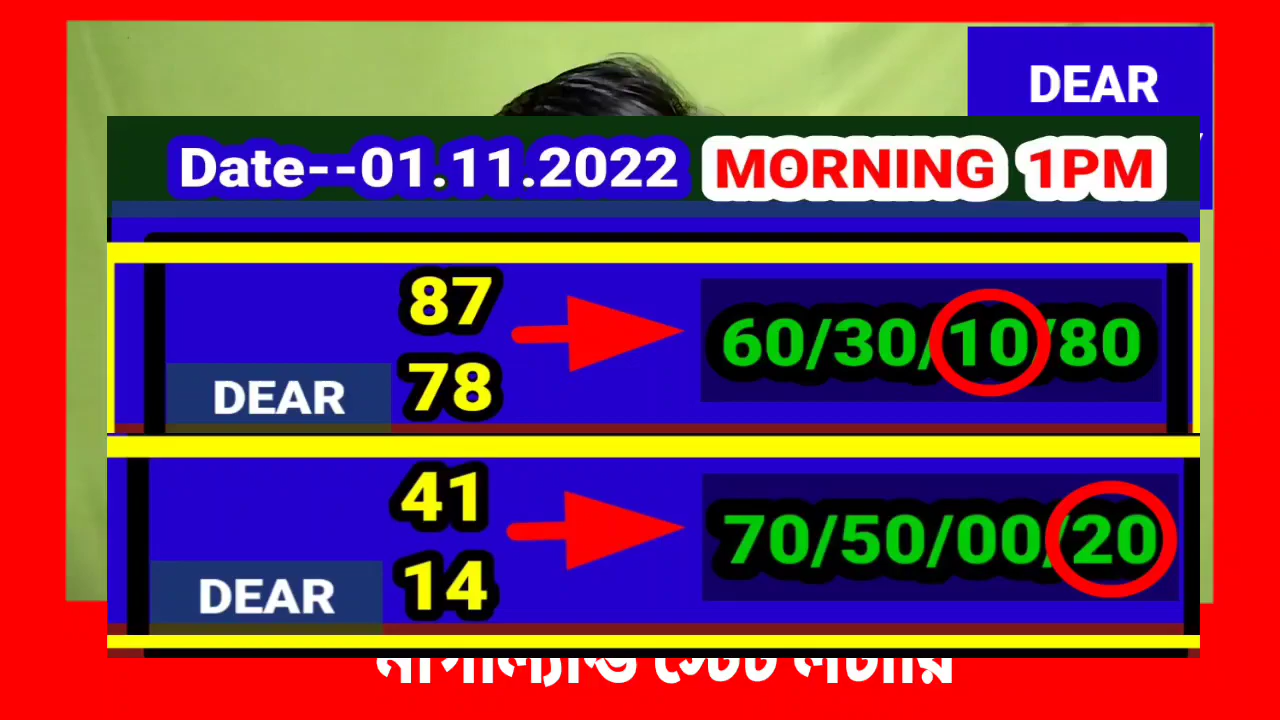 DEAR
Date--01.11.2022 MORNING 1PM
87
60/30/10/80
78
DEAR
41
70/50/00/20
14
DEAR
নাগাল্যান্ড স্টেট লটারি